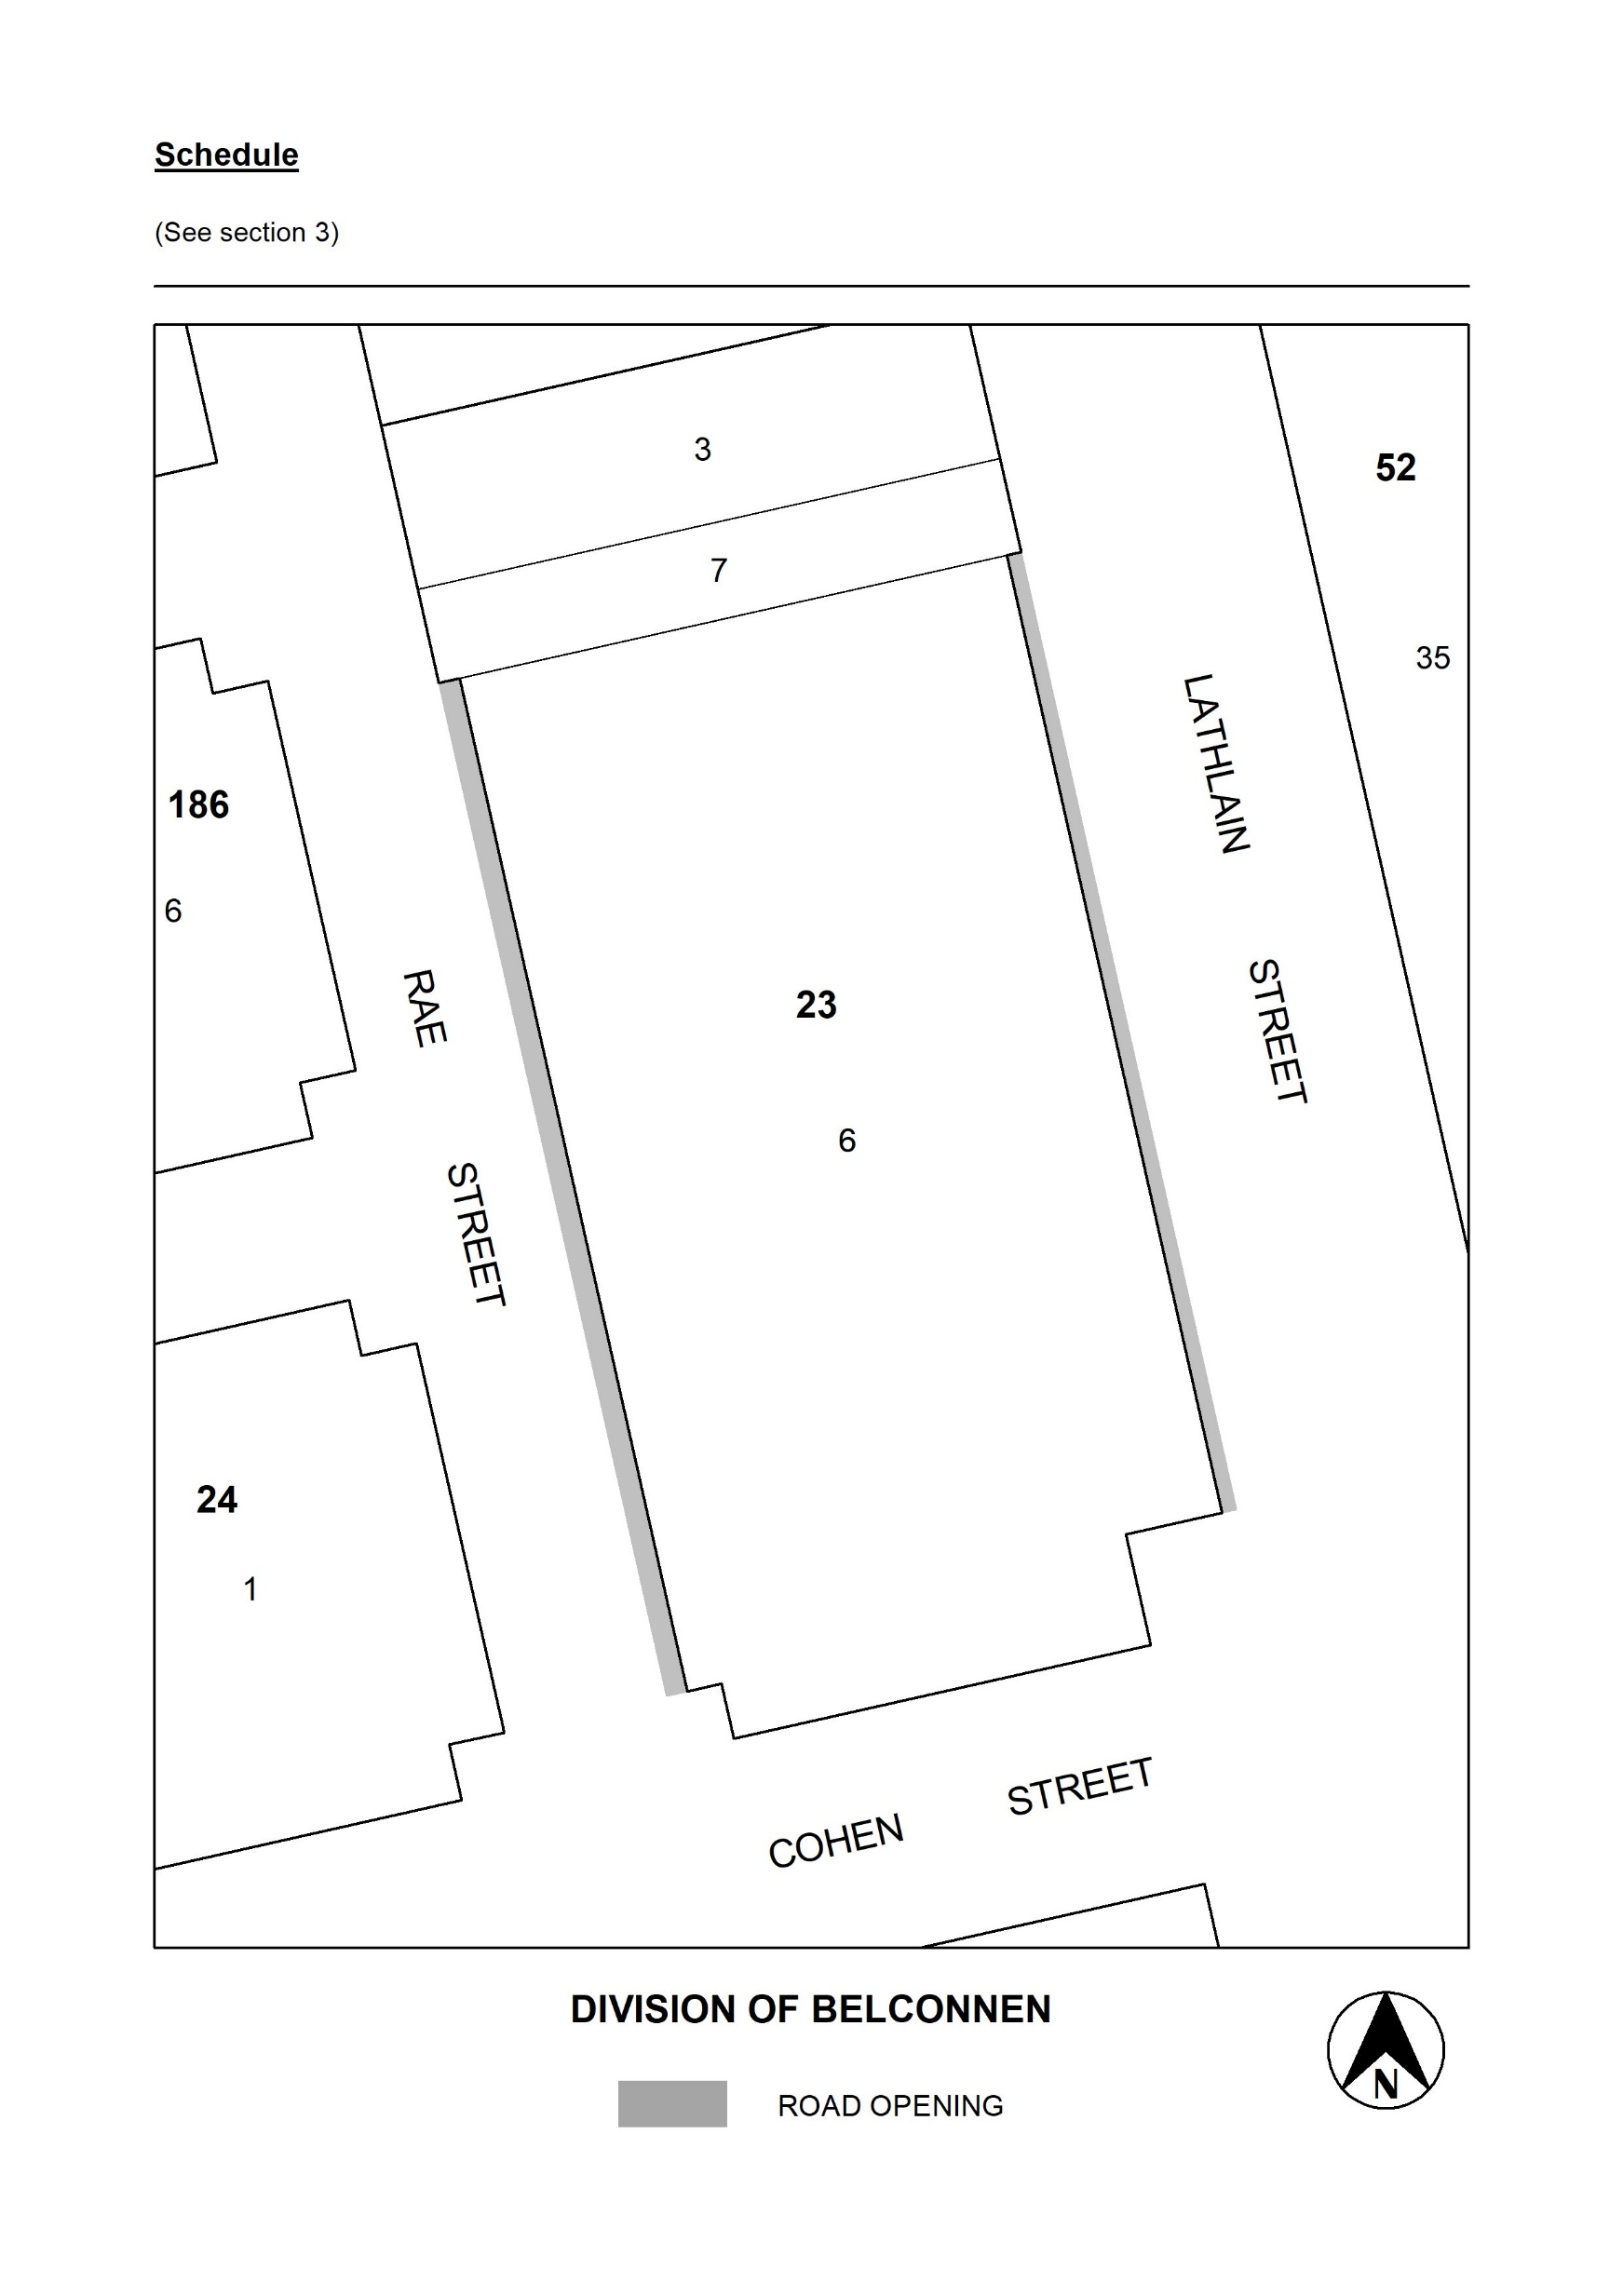 Schedule
(See section 3)
3
52
7
35
LATHLAIN STREET
186
6
RAE STREET
23
6
24
1
COHEN STREET
DIVISION OF BELCONNEN
N
ROAD OPENING